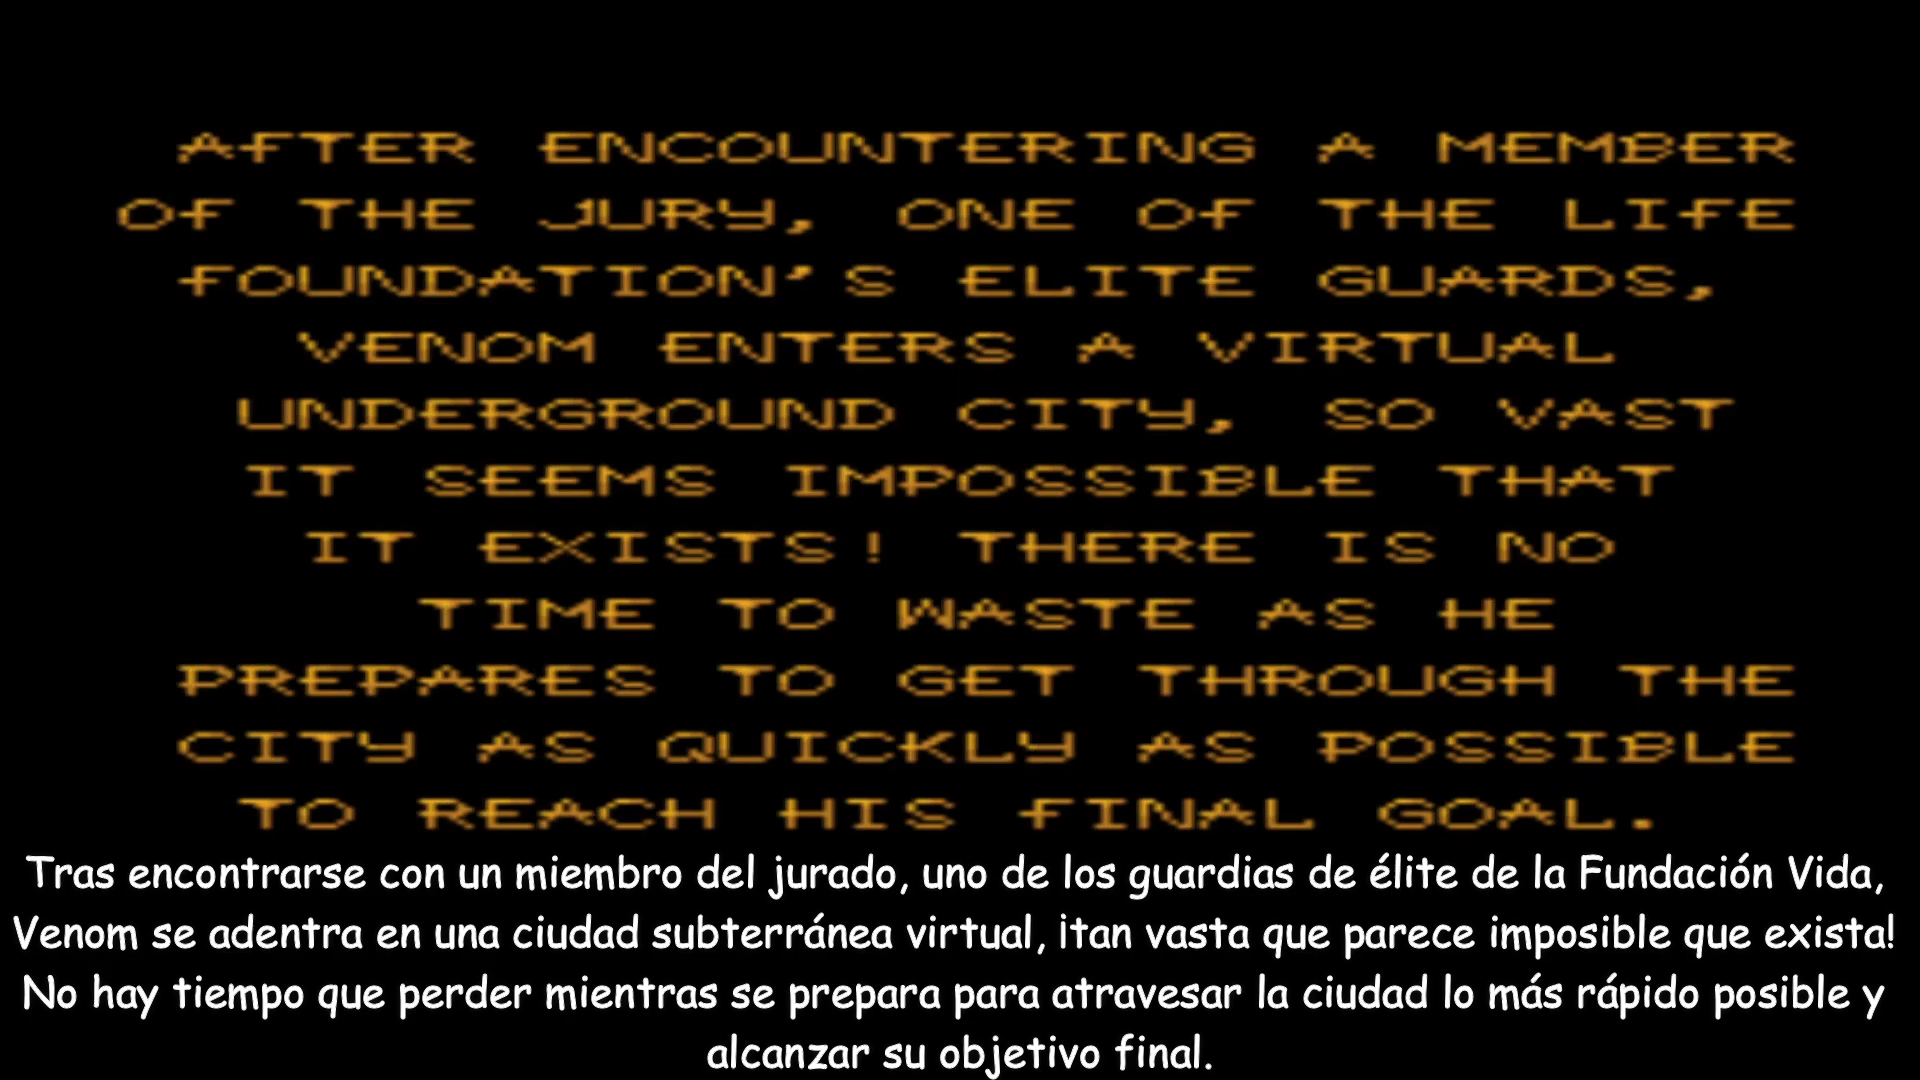 AFTER ENCOUNTERING A MEMBER
OF THE JURY, ONE OF THE LIFE
FOUNDATION'S ELITE GUARDS,
VENOM ENTERS A VIRTUAL
UNDERGROUND CITY, SO VAST
IT SEEMS IMPOSSIBLE THAT
IT EXISTS! THERE IS NO
TIME TO WASTE AS HE
PREPARES TO GET THROUGH THE
CITY AS QUICKLY AS POSSIBLE
TO REACH HIS FINAL GOAL.
Tras encontrarse con un miembro del jurado, uno de los guardias de élite de la Fundación Vida,
Venom se adentra en una ciudad subterránea virtual, ¡tan vasta que parece imposible que exista!
No hay tiempo que perder mientras se prepara para atravesar la ciudad lo más rápido posible y
alcanzar su objetivo final.